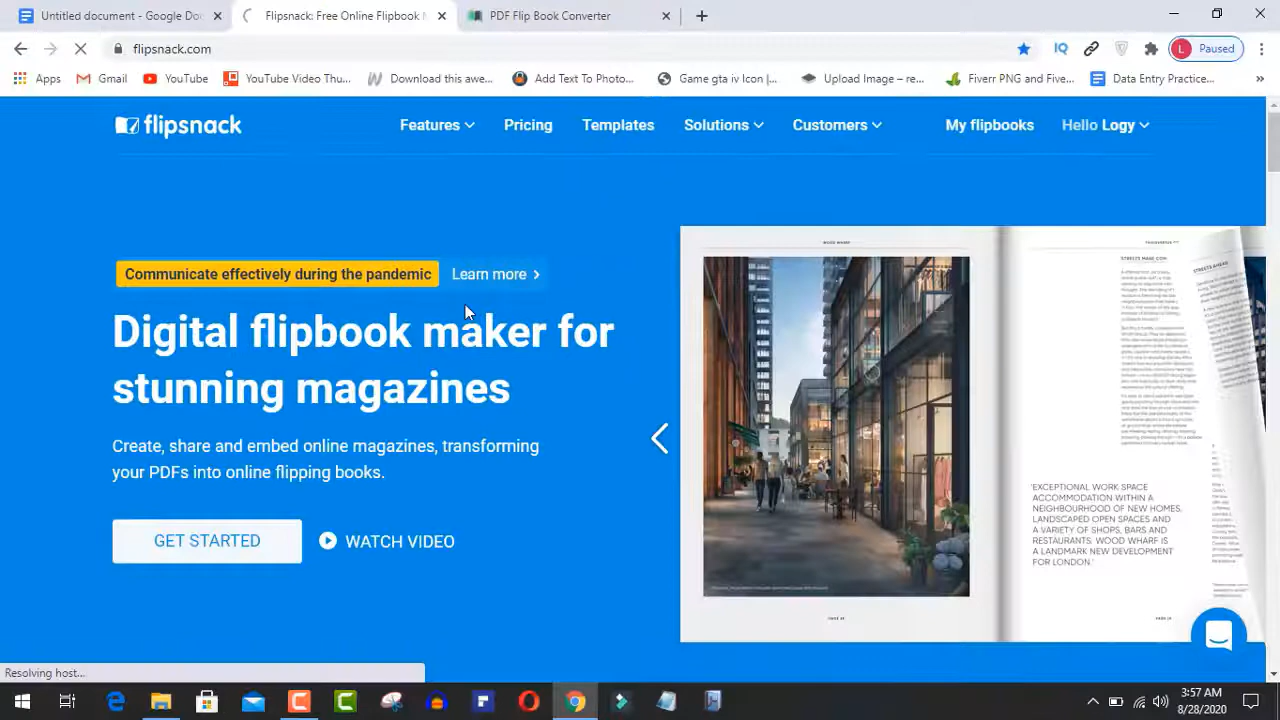 Untitled document - Google Do
Flipsnack: Free Online Flipbook M
PDF Flip Book Converter
flipsnack.com
IQ
L
Paused
Apps
Gmail
YouTube
YouTube Video Thu...
Download this awe...
Add Text To Photo...
Game gr iv Icon |...
Upload Image – re...
Fiverr PNG and Five...
Data Entry Practice...
flipsnack
Features
Pricing
Templates
Solutions
Customers
My flipbooks
Hello Logy
Communicate effectively during the pandemic
Learn more
Digital flipbook maker for
stunning magazines
Create, share and embed online magazines, turning
your PDFs into online flipping books.
GET STARTED
WATCH VIDEO
'EXCEPTIONAL WORK SPACE
ACCOMMODATION WITHIN A
NEIGHBOURHOOD OF NEW HOMES,
LANDSCAPED OPEN SPACES AND
A VARIETY OF SHOPS, BARS AND
RESTAURANTS. WOOD WHARF IS
A LANDMARK NEW DEVELOPMENT
FOR LONDON.'
Resolving host...
3:57 AM
8/28/2020